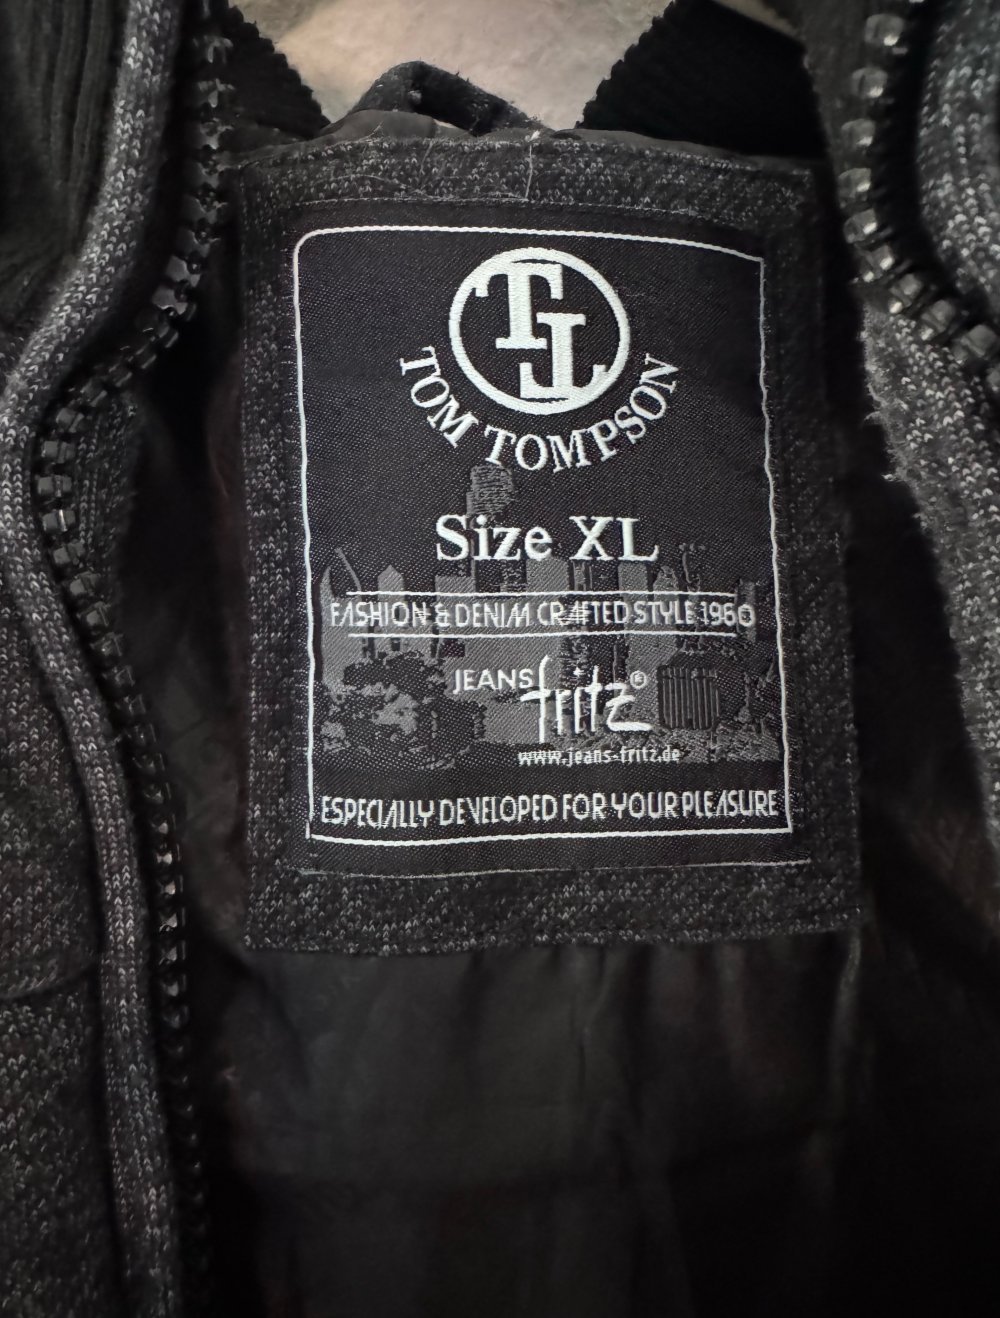 TT
TOM TOMPSON
Size XL
FASHION & DENIM CRAFTED STYLE 1960
JEANS fritz®
www.jeans-fritz.de
ESPECIALLY DEVELOPED FOR YOUR PLEASURE